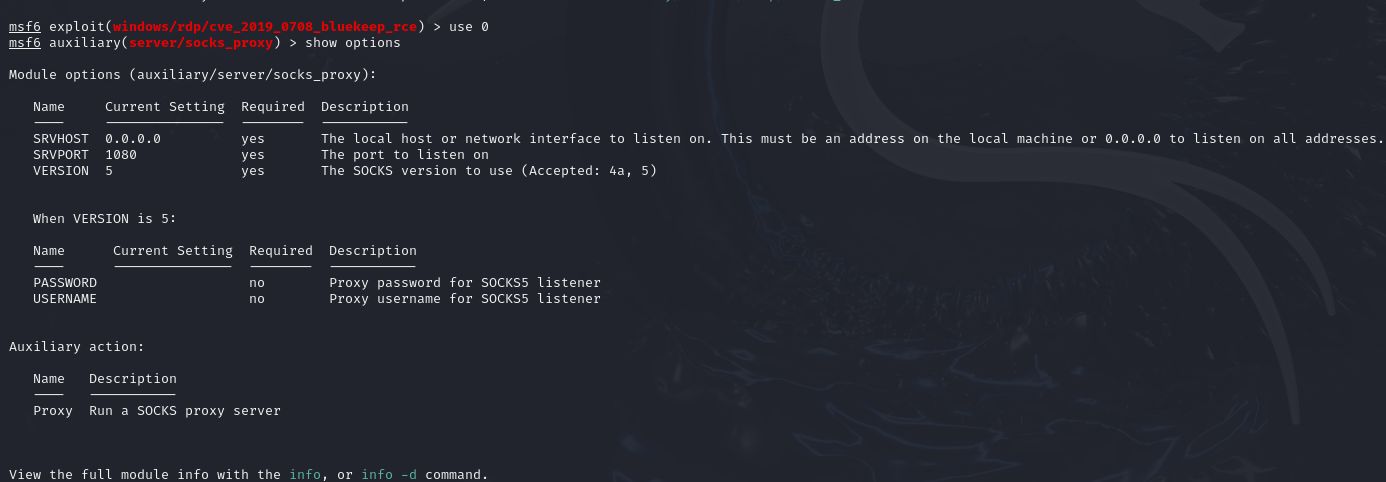 msf6 exploit(windows/rdp/cve_2019_0708_bluekeep_rce) > use 0
msf6 auxiliary(server/socks_proxy) > show options
Module options (auxiliary/server/socks_proxy):
Name Current Setting Required Description
SRVHOST 0.0.0.0 yes The local host or network interface to listen on. This must be an address on the local machine or 0.0.0.0 to listen on all addresses.
SRVPORT 1080 yes The port to listen on
VERSION 5 yes The SOCKS version to use (Accepted: 4a, 5)
When VERSION is 5:
Name Current Setting Required Description
PASSWORD no Proxy password for SOCKS5 listener
USERNAME no Proxy username for SOCKS5 listener
Auxiliary action:
Name Description
Proxy Run a SOCKS proxy server
View the full module info with the info, or info -d command.